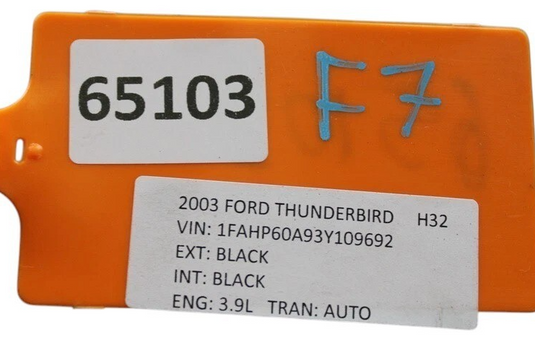 65103
F7
2003 FORD THUNDERBIRD H32
VIN: 1FAHP60A93Y109692
EXT: BLACK
INT: BLACK
ENG: 3.9L TRAN: AUTO